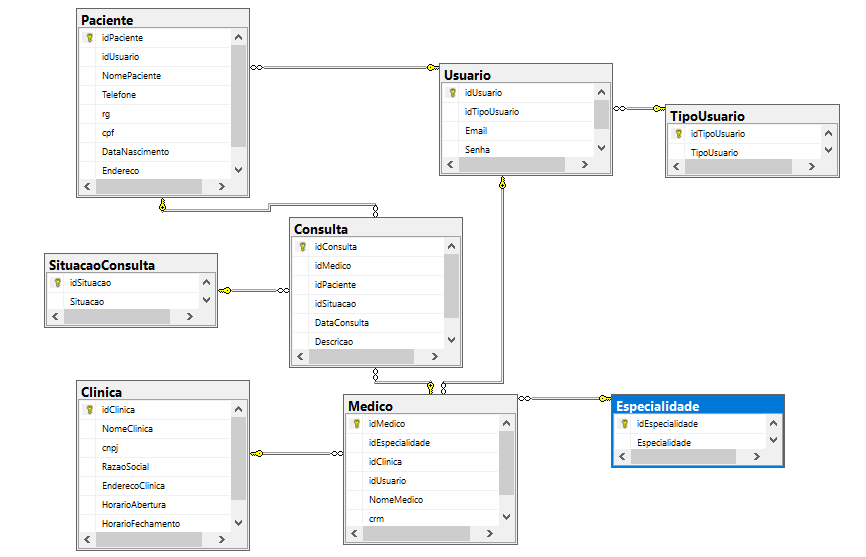 Paciente
idPaciente
idUsuario
NomePaciente
Telefone
rg
cpf
DataNascimento
Endereco
Usuario
idUsuario
idTipoUsuario
Email
Senha
TipoUsuario
idTipoUsuario
TipoUsuario
Consulta
idConsulta
idMedico
idPaciente
idSituacao
DataConsulta
Descricao
SituacaoConsulta
idSituacao
Situacao
Clinica
idClinica
NomeClinica
cnpj
RazaoSocial
EnderecoClinica
HorarioAbertura
HorarioFechamento
Medico
idMedico
idEspecialidade
idClinica
idUsuario
NomeMedico
crm
Especialidade
idEspecialidade
Especialidade